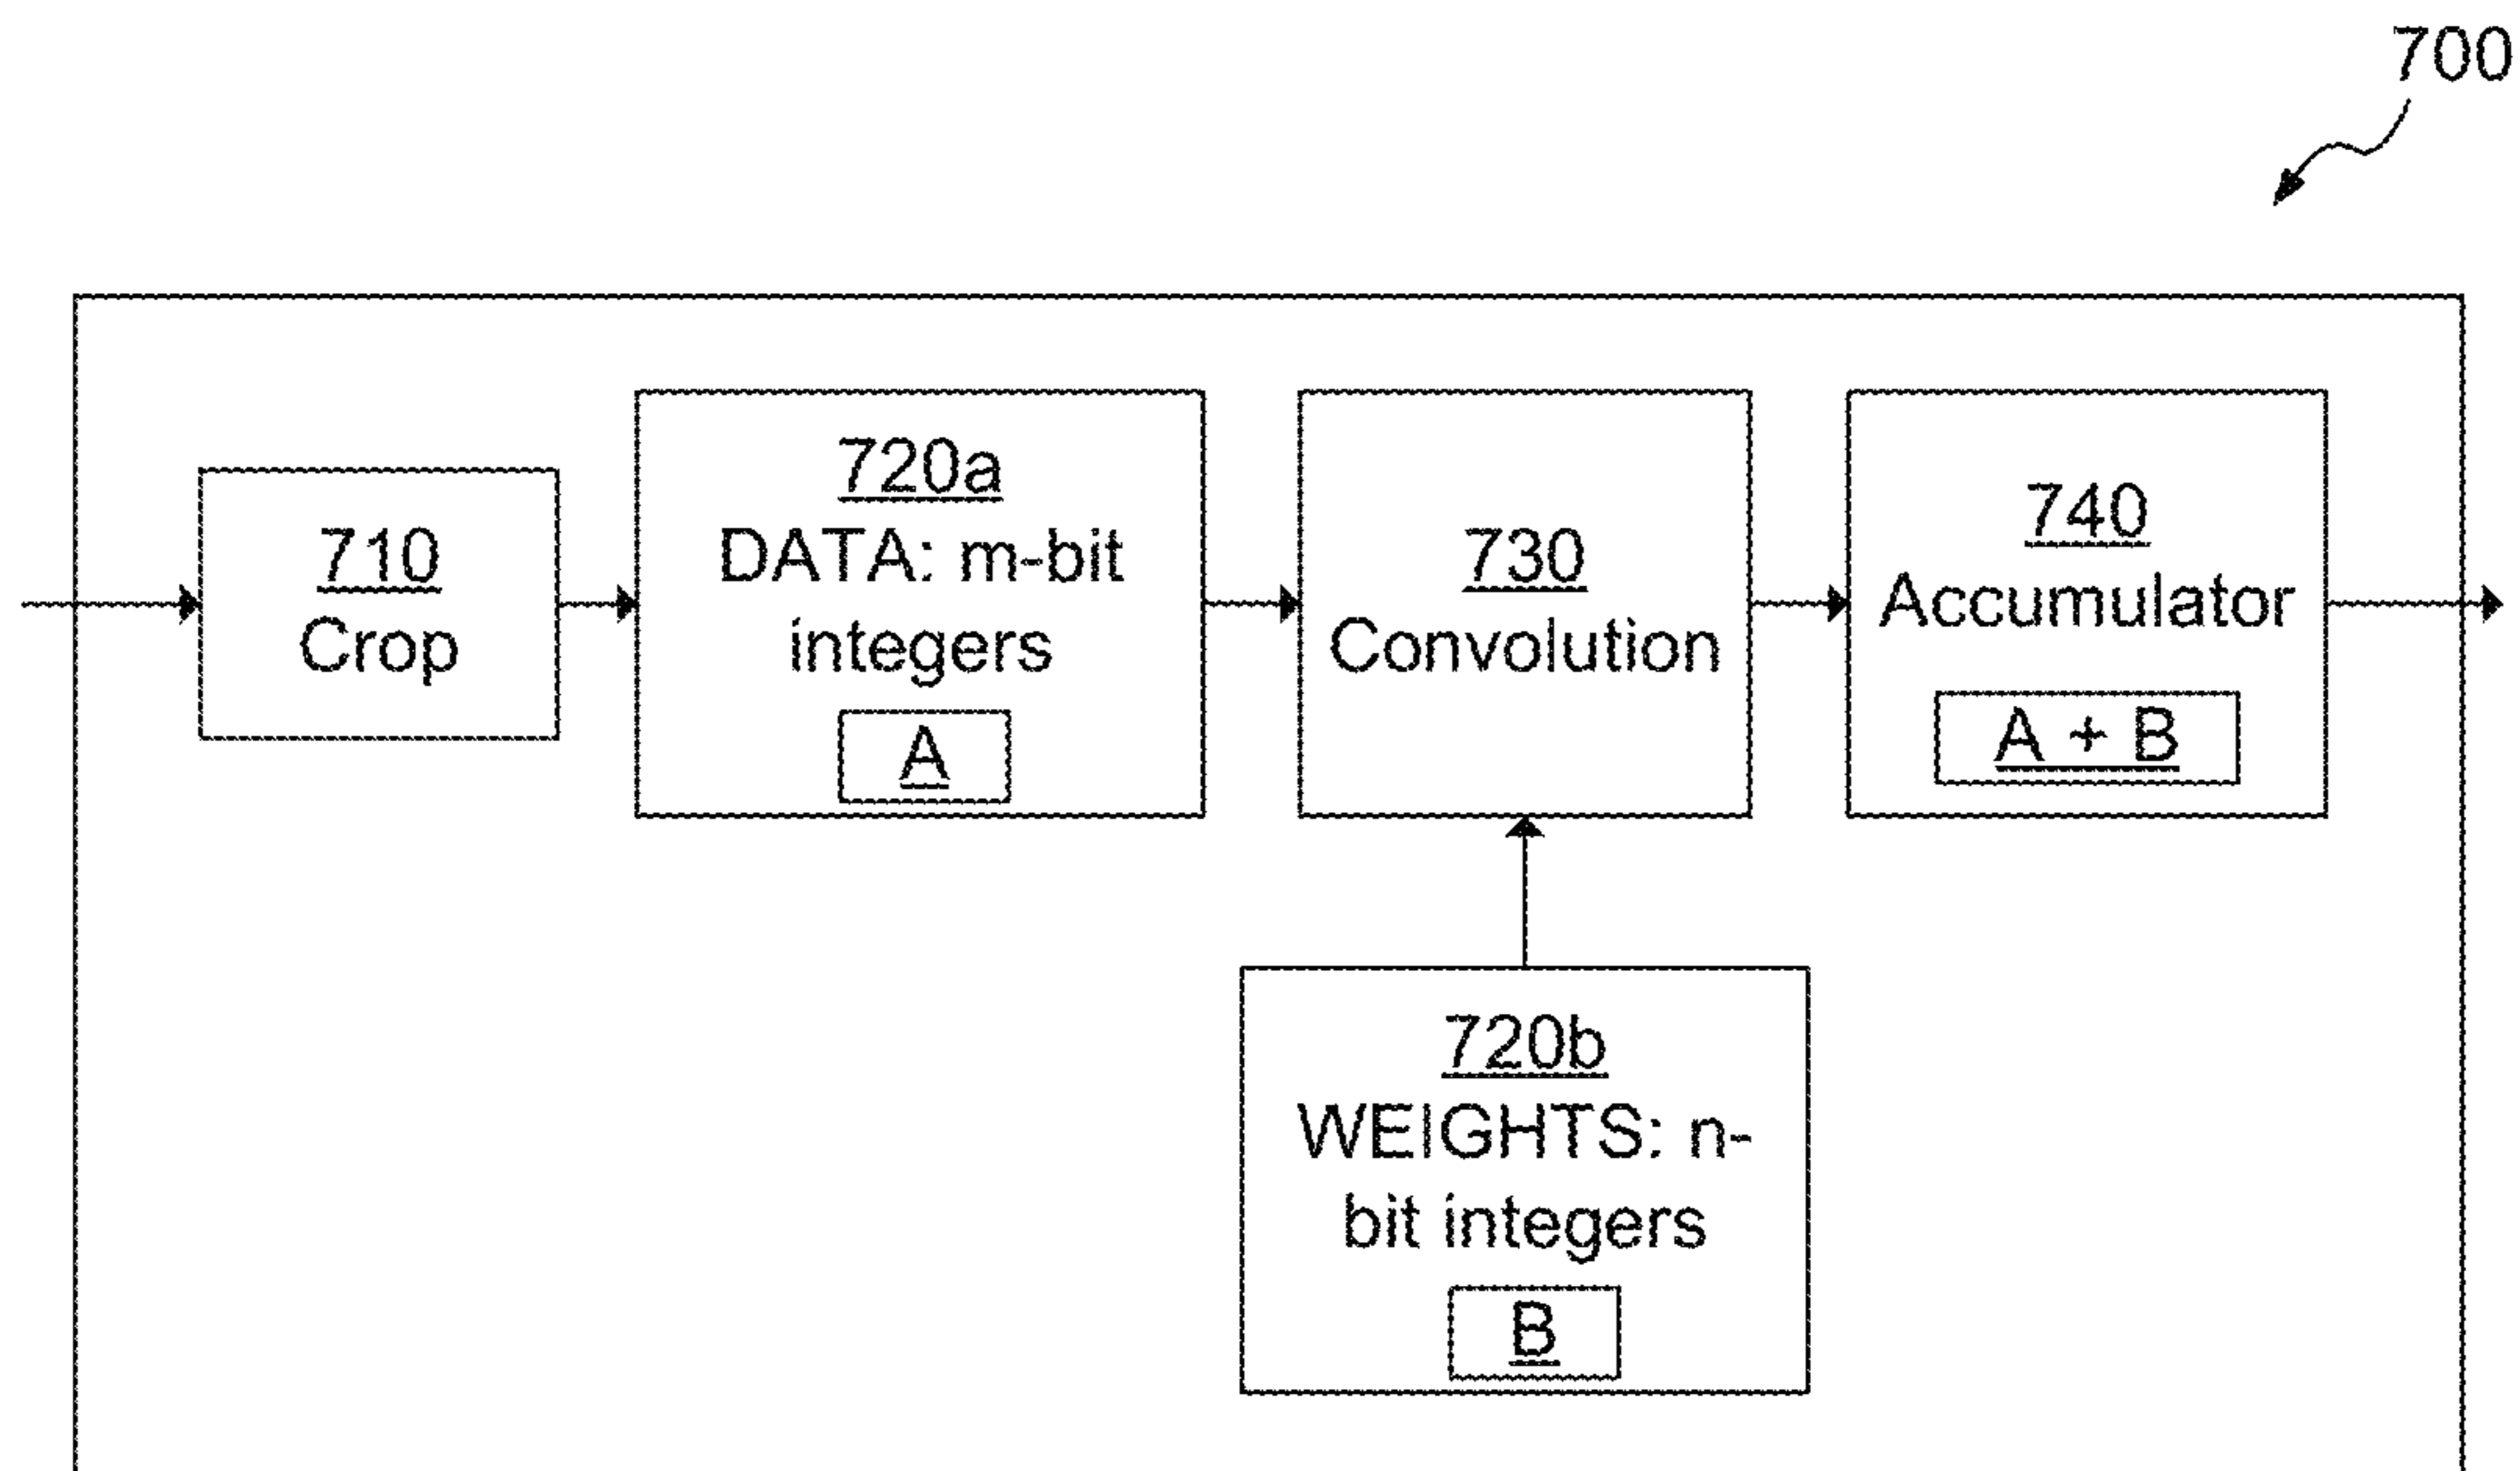 700
710
Crop
720a
DATA: m-bit
integers
A
730
Convolution
740
Accumulator
A + B
720b
WEIGHTS: n-
bit integers
B